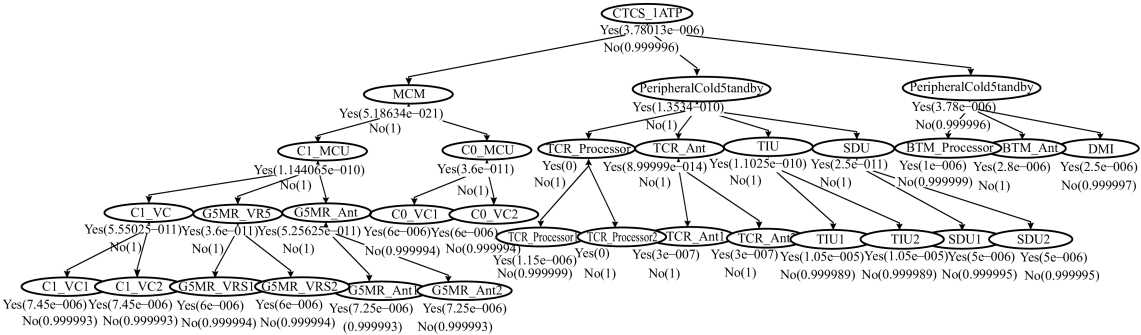 CTCS_1ATP
Yes(3.78013e−006)
No(0.999996)
MCM
Yes(5.18634e−021)
No(1)
PeripheralCold5tandby
Yes(1.3534−010)
No(1)
PeripheralCold5tandby
Yes(3.78e−006)
No(0.999996)
C1_MCU
Yes(1.144065e−010)
No(1)
C0_MCU
Yes(3.6e−011)
No(1)
TCR_Processor
Yes(0)
No(1)
TCR_Ant
Yes(8.99999e−014)
No(1)
TIU
Yes(1.1025e−010)
No(1)
SDU
Yes(2.5e−011)
No(1)
BTM_Processor
Yes(1e−006)
No(0.999999)
BTM_Ant
Yes(2.8e−006)
No(1)
DMI
Yes(2.5e−006)
No(0.999997)
C1_VC
Yes(5.55025−011)
No(1)
G5MR_VR5
Yes(3.6e−011)
No(1)
G5MR_Ant
Yes(5.25625e−011)
No(1)
C0_VC1
Yes(6e−006)
No(0.999994)
C0_VC2
Yes(6e−006)
No(0.999994)
TCR_Processor
Yes(1.15e−006)
No(0.999999)
TCR_Processor2
Yes(0)
No(1)
TCR_Ant1
Yes(3e−007)
No(1)
TCR_Ant
Yes(3e−007)
No(1)
TIU1
Yes(1.05e−005)
No(0.999989)
TIU2
Yes(1.05e−005)
No(0.999989)
SDU1
Yes(5e−006)
No(0.999995)
SDU2
Yes(5e−006)
No(0.999995)
C1_VC1
Yes(7.45e−006)
No(0.999993)
C1_VC2
Yes(7.45e−006)
No(0.999993)
G5MR_VRS1
Yes(6e−006)
No(0.999994)
G5MR_VRS2
Yes(6e−006)
No(0.999994)
G5MR_Ant1
Yes(7.25e−006)
(0.999993)
G5MR_Ant2
Yes(7.25e−006)
No(0.999993)